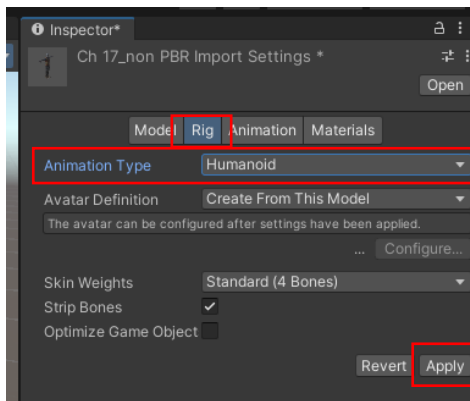 Inspector*
Ch 17_non PBR Import Settings *
Open
Model Rig Animation Materials
Animation Type Humanoid
Avatar Definition Create From This Model
The avatar can be configured after settings have been applied.
... Configure...
Skin Weights Standard (4 Bones)
Strip Bones
Optimize Game Object
Revert Apply